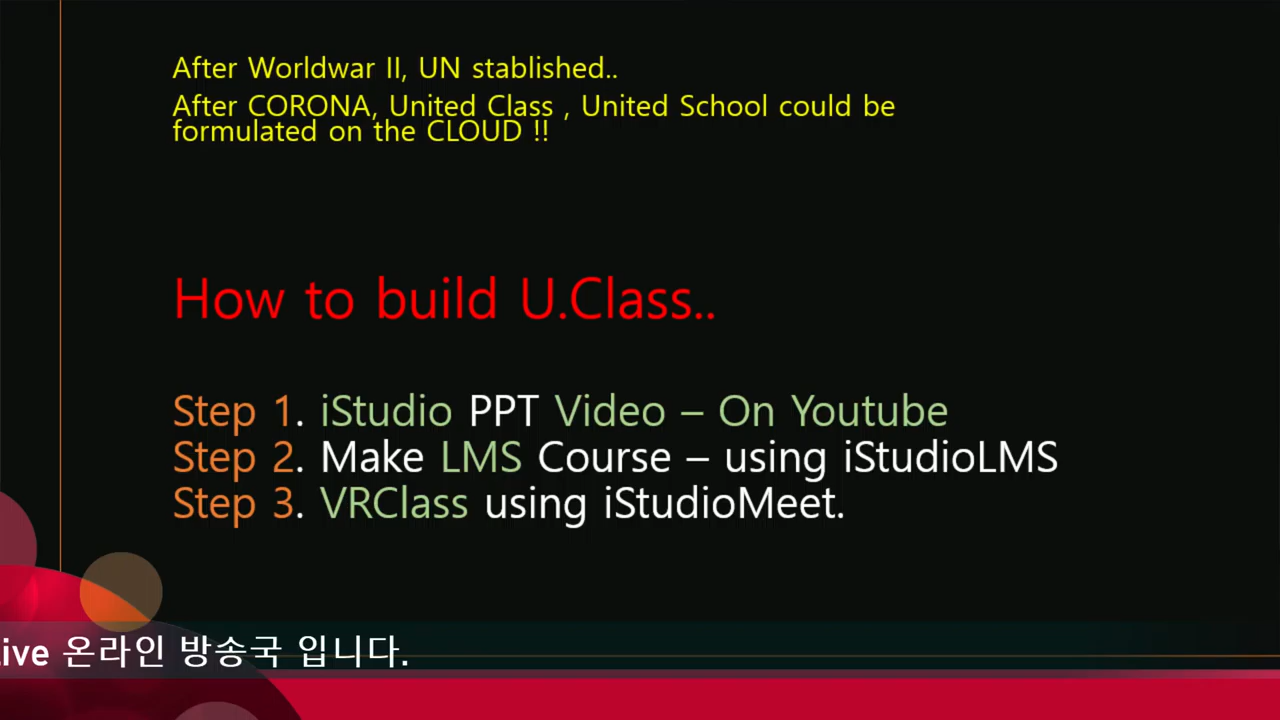 After Worldwar II, UN stablished..
After CORONA, United Class , United School could be
formulated on the CLOUD !!
How to build U.Class..
Step 1. iStudio PPT Video – On Youtube
Step 2. Make LMS Course – using iStudioLMS
Step 3. VRClass using iStudioMeet.
온라인 방송국 입니다.